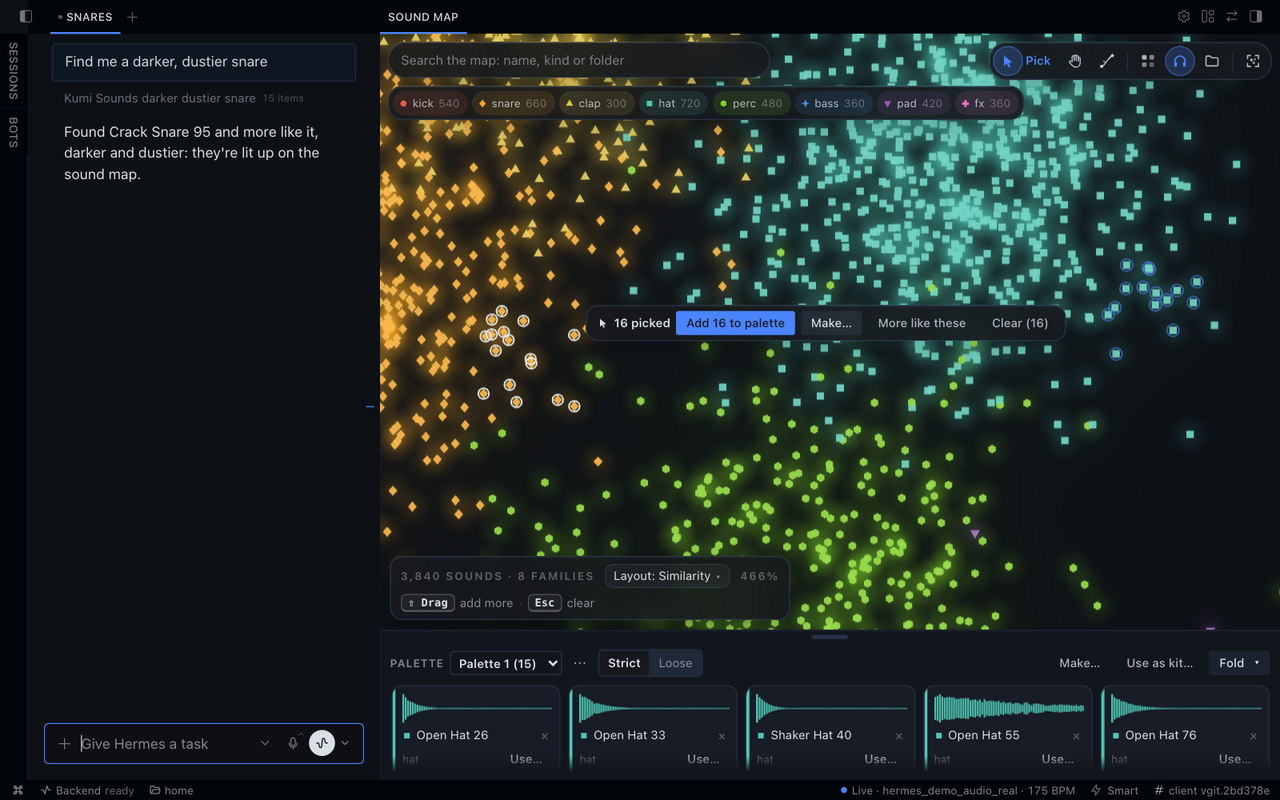 SNARES
SOUND MAP
SESSIONS
BOTS
Find me a darker, dustier snare
Kumi Sounds darker dustier snare 15 items
Found Crack Snare 95 and more like it,
darker and dustier: they're lit up on the
sound map.
Search the map: name, kind or folder
Pick
kick 540
snare 660
clap 300
hat 720
perc 480
bass 360
pad 420
fx 360
16 picked
Add 16 to palette
Make...
More like these
Clear (16)
3,840 SOUNDS · 8 FAMILIES
Layout: Similarity
466%
⇧ Drag add more · Esc clear
PALETTE
Palette 1 (15)
Strict
Loose
Make...
Use as kit...
Fold
Open Hat 26
hat Use...
Open Hat 33
hat Use...
Shaker Hat 40
hat Use...
Open Hat 55
hat Use...
Open Hat 76
hat Use...
Give Hermes a task
Backend ready
home
Live · hermes_demo_audio_real · 175 BPM
Smart
# client vgit.2bd378e